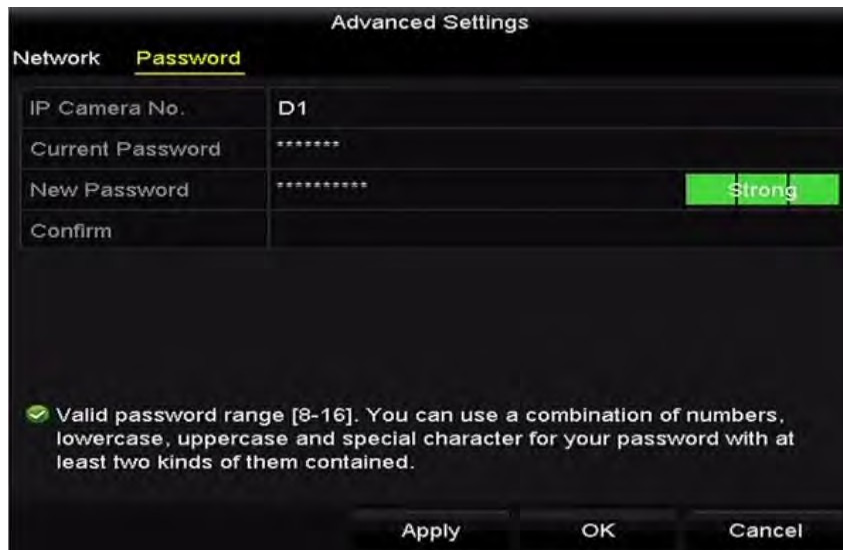 Advanced Settings
Network Password
IP Camera No. D1
Current Password *******
New Password ********** Strong
Confirm
Valid password range [8-16]. You can use a combination of numbers,
lowercase, uppercase and special character for your password with at
least two kinds of them contained.
Apply OK Cancel